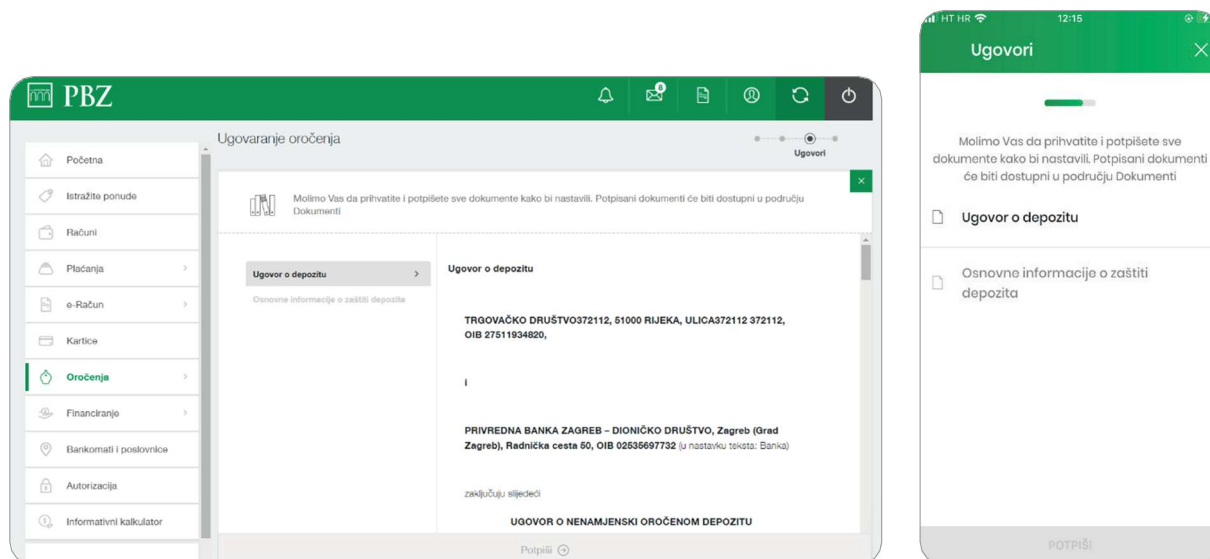 PBZ
8
Ugovaranje oročenja
Ugovori
Početna
Istražite ponude
Računi
Plaćanja
e-Račun
Kartice
Oročenja
Financiranje
Bankomati i poslovnice
Autorizacija
Informativni kalkulator
Molimo Vas da prihvatite i potpišete sve dokumente kako bi nastavili. Potpisani dokumenti će biti dostupni u području
Dokumenti
Ugovor o depozitu
Osnovne informacije o zaštiti depozita
Ugovor o depozitu
TRGOVAČKO DRUŠTVO372112, 51000 RIJEKA, ULICA372112 372112,
OIB 27511934820,
i
PRIVREDNA BANKA ZAGREB – DIONIČKO DRUŠTVO, Zagreb (Grad
Zagreb), Radnička cesta 50, OIB 02535697732 (u nastavku teksta: Banka)
zaključuju slijedeći
UGOVOR O NENAMJENSKI OROČENOM DEPOZITU
Potpiši
HT HR 12:15
Ugovori
Molimo Vas da prihvatite i potpišete sve
dokumente kako bi nastavili. Potpisani dokumenti
će biti dostupni u području Dokumenti
Ugovor o depozitu
Osnovne informacije o zaštiti
depozita
POTPIŠI